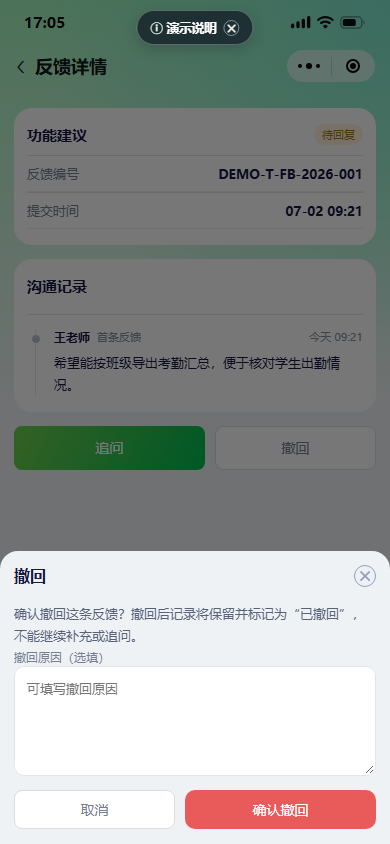 17:05
演示说明
反馈详情
功能建议
待回复
反馈编号
DEMO-T-FB-2026-001
提交时间
07-02 09:21
沟通记录
王老师 首条反馈 今天 09:21
希望能按班级导出考勤汇总，便于核对学生出勤情
况。
追问
撤回
撤回
确认撤回这条反馈？撤回后记录将保留并标记为“已撤回”，
不能继续补充或追问。
撤回原因（选填）
可填写撤回原因
取消
确认撤回